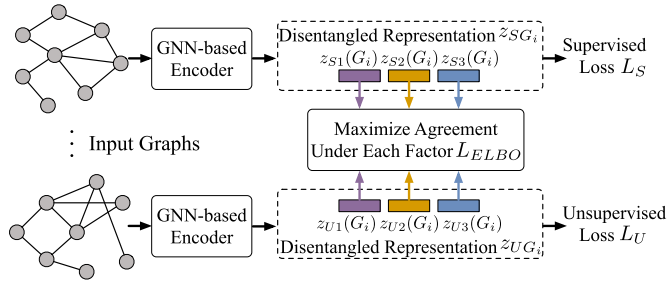 GNN-based
Encoder
Disentangled Representation z_{SG_i}
z_{S1}(G_i) z_{S2}(G_i) z_{S3}(G_i)
Supervised
Loss L_S
⋮ Input Graphs
Maximize Agreement
Under Each Factor L_{ELBO}
GNN-based
Encoder
z_{U1}(G_i) z_{U2}(G_i) z_{U3}(G_i)
Disentangled Representation z_{UG_i}
Unsupervised
Loss L_U